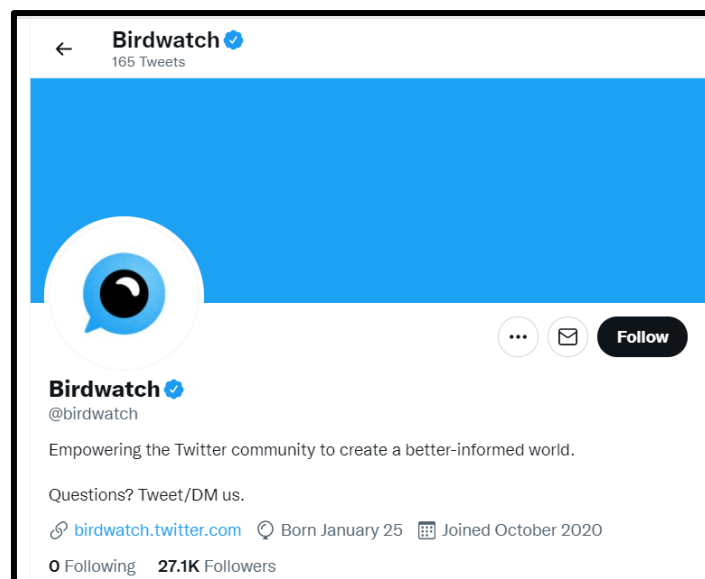 Birdwatch
165 Tweets
Follow
Birdwatch
@birdwatch
Empowering the Twitter community to create a better-informed world.
Questions? Tweet/DM us.
birdwatch.twitter.com Born January 25 Joined October 2020
0 Following 27.1K Followers